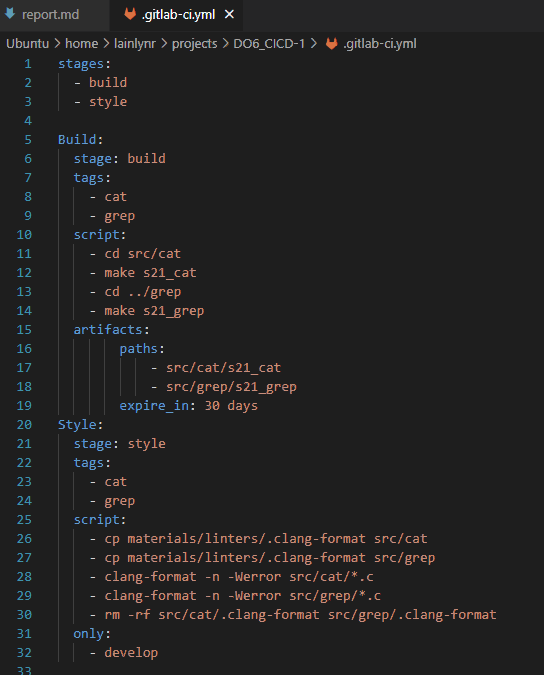 report.md .gitlab-ci.yml
Ubuntu > home > lainlynr > projects > DO6_CICD-1 > .gitlab-ci.yml
1 stages:
2 - build
3 - style
4
5 Build:
6 stage: build
7 tags:
8 - cat
9 - grep
10 script:
11 - cd src/cat
12 - make s21_cat
13 - cd ../grep
14 - make s21_grep
15 artifacts:
16 paths:
17 - src/cat/s21_cat
18 - src/grep/s21_grep
19 expire_in: 30 days
20 Style:
21 stage: style
22 tags:
23 - cat
24 - grep
25 script:
26 - cp materials/linters/.clang-format src/cat
27 - cp materials/linters/.clang-format src/grep
28 - clang-format -n -Werror src/cat/*.c
29 - clang-format -n -Werror src/grep/*.c
30 - rm -rf src/cat/.clang-format src/grep/.clang-format
31 only:
32 - develop
33